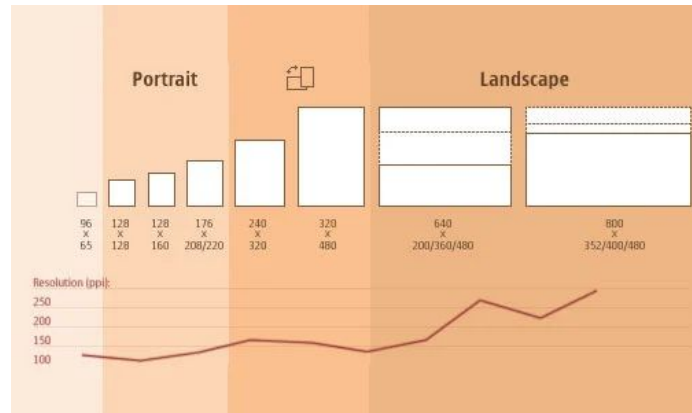 Portrait
Landscape
96 x 65
128 x 128
128 x 160
176 x 208/220
240 x 320
320 x 480
640 x 200/360/480
800 x 352/400/480
Resolution (ppi):
250
200
150
100